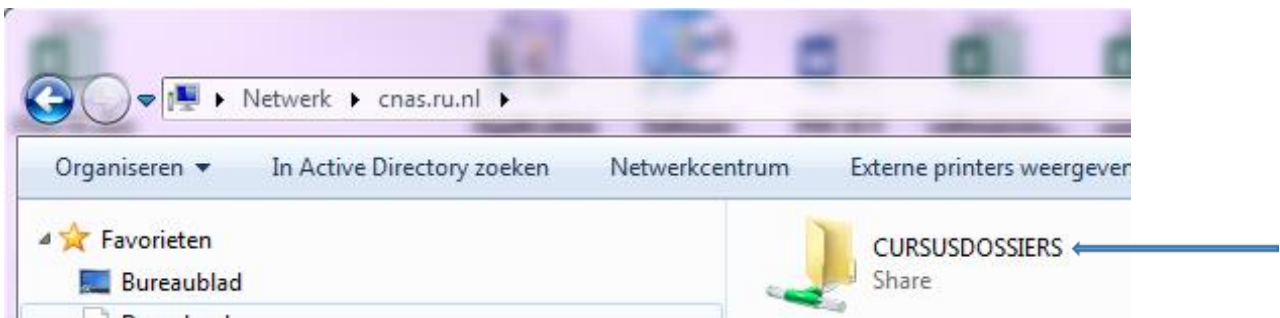 Netwerk cnas.ru.nl
Organiseren In Active Directory zoeken Netwerkcentrum Externe printers weergeven
Favorieten
Bureaublad
CURSUSDOSSIERS
Share